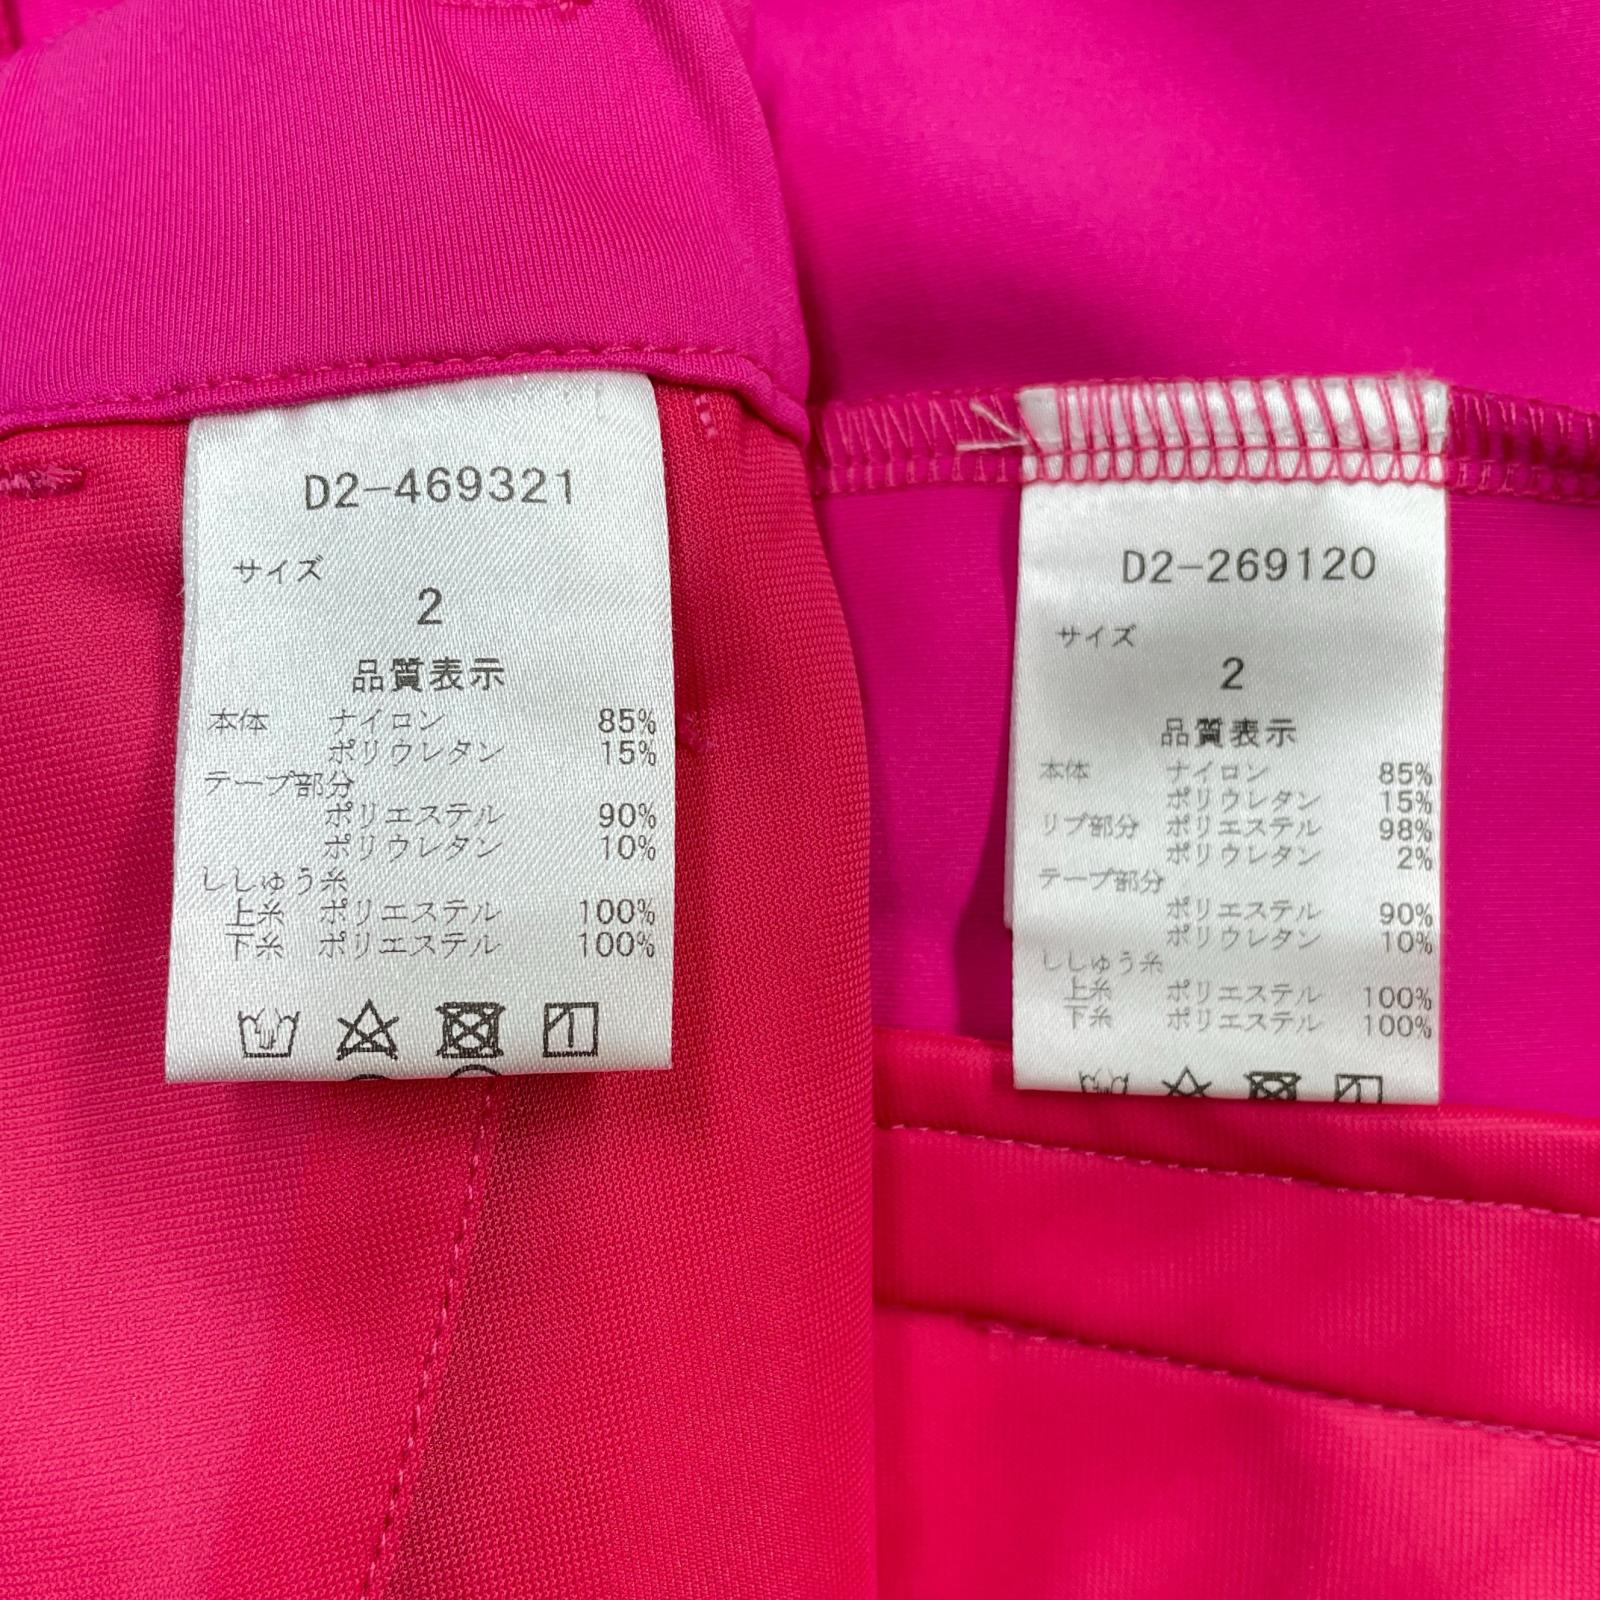 D2-469321
サイズ
2
品質表示
本体 ナイロン 85%
ポリウレタン 15%
テープ部分
ポリエステル 90%
ポリウレタン 10%
ししゅう糸
上糸 ポリエステル 100%
下糸 ポリエステル 100%
D2-269120
サイズ
2
品質表示
本体 ナイロン 85%
ポリウレタン 15%
リブ部分 ポリエステル 98%
ポリウレタン 2%
テープ部分
ポリエステル 90%
ポリウレタン 10%
ししゅう糸
上糸 ポリエステル 100%
下糸 ポリエステル 100%